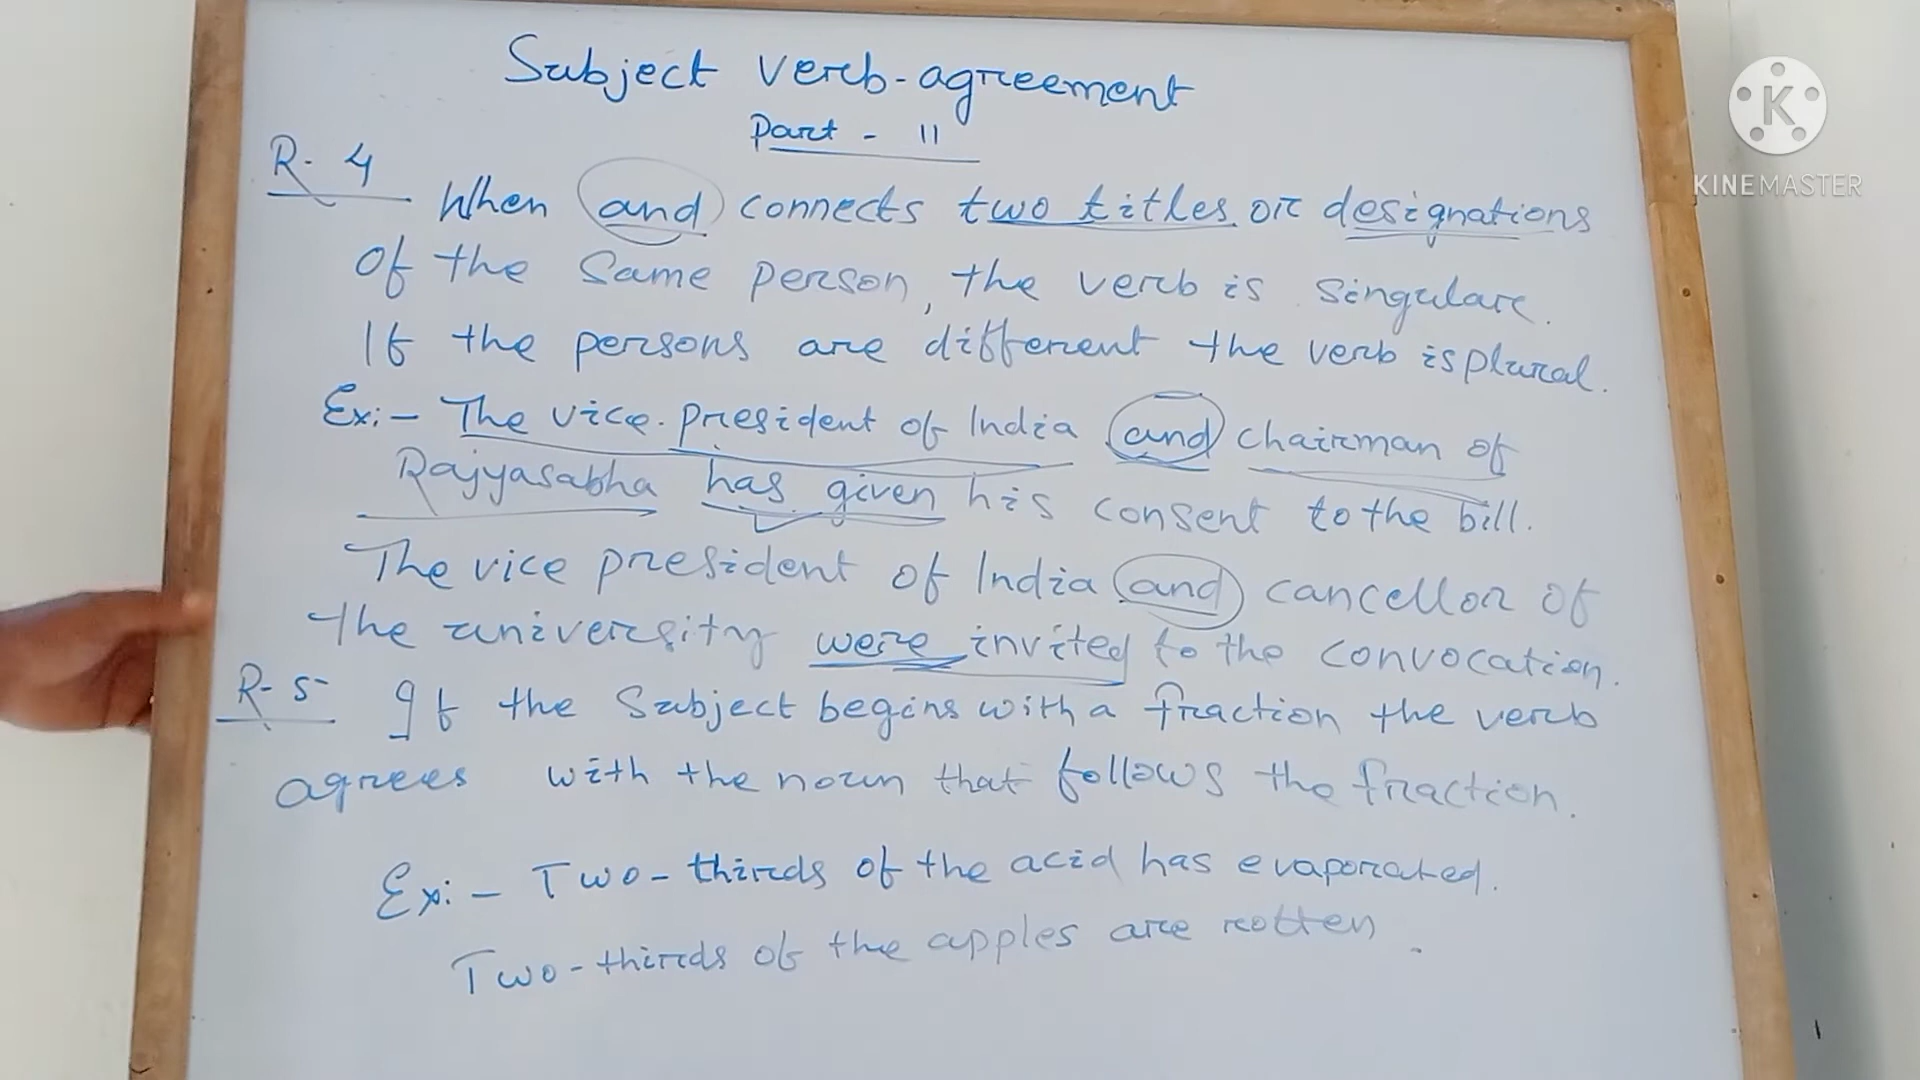 Subject verb-agreement
Part - II
R- 4
When and connects two titles or designations
of the same person, the verb is singular.
If the persons are different the verb is plural.
Ex:- The vice-president of India and chairman of
Rajyasabha has given his consent to the bill.
The vice president of India and cancellor of
the university were invited to the convocation.
R- 5
If the subject begins with a fraction the verb
agrees with the noun that follows the fraction.
Ex:- Two-thirds of the acid has evaporated.
Two-thirds of the apples are rotten.
K
KINEMASTER